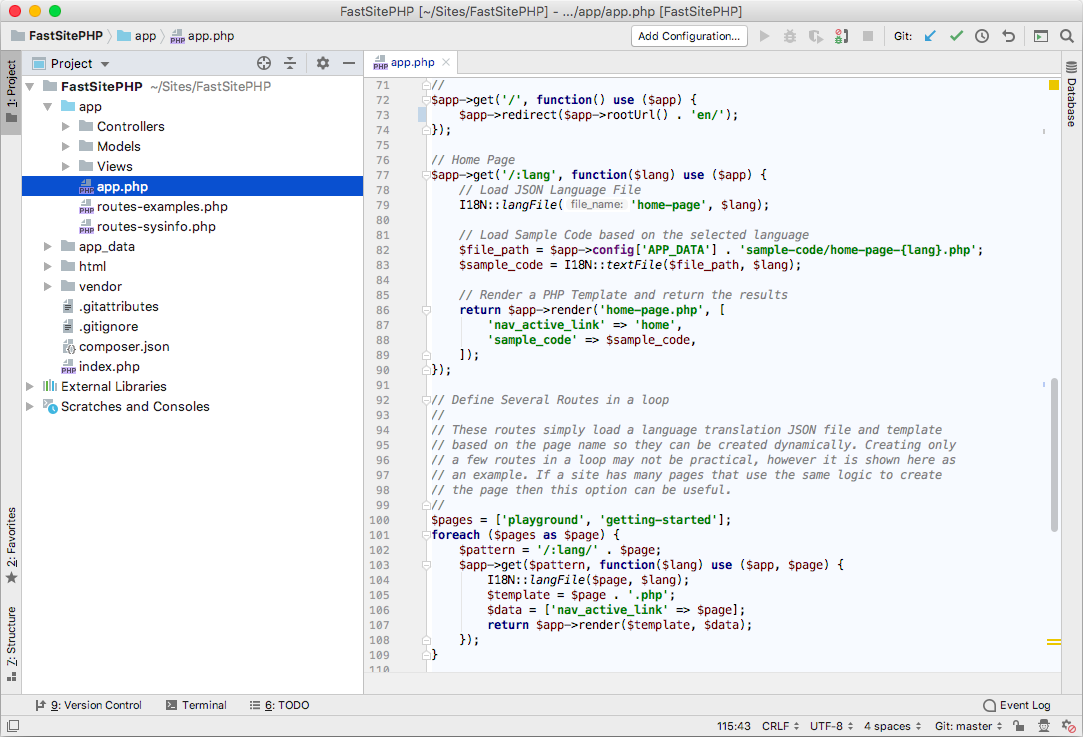 FastSitePHP [~/Sites/FastSitePHP] - .../app/app.php [FastSitePHP]
FastSitePHP app app.php Add Configuration... Git:
1: Project
Project
FastSitePHP ~/Sites/FastSitePHP
app
Controllers
Models
Views
app.php
routes-examples.php
routes-sysinfo.php
app_data
html
vendor
.gitattributes
.gitignore
composer.json
index.php
External Libraries
Scratches and Consoles
2: Favorites
Z: Structure
app.php
71 //
72 $app->get('/', function() use ($app) {
73     $app->redirect($app->rootUrl() . 'en/');
74 });
75
76 // Home Page
77 $app->get('/:lang', function($lang) use ($app) {
78     // Load JSON Language File
79     I18N::langFile( file_name: 'home-page', $lang);
80
81     // Load Sample Code based on the selected language
82     $file_path = $app->config['APP_DATA'] . 'sample-code/home-page-{lang}.php';
83     $sample_code = I18N::textFile($file_path, $lang);
84
85     // Render a PHP Template and return the results
86     return $app->render('home-page.php', [
87         'nav_active_link' => 'home',
88         'sample_code' => $sample_code,
89     ]);
90 });
91
92 // Define Several Routes in a loop
93 //
94 // These routes simply load a language translation JSON file and template
95 // based on the page name so they can be created dynamically. Creating only
96 // a few routes in a loop may not be practical, however it is shown here as
97 // an example. If a site has many pages that use the same logic to create
98 // the page then this option can be useful.
99 //
100 $pages = ['playground', 'getting-started'];
101 foreach ($pages as $page) {
102     $pattern = '/:lang/' . $page;
103     $app->get($pattern, function($lang) use ($app, $page) {
104         I18N::langFile($page, $lang);
105         $template = $page . '.php';
106         $data = ['nav_active_link' => $page];
107         return $app->render($template, $data);
108     });
109 }
110
Database
9: Version Control Terminal 6: TODO Event Log
115:43 CRLF UTF-8 4 spaces Git: master